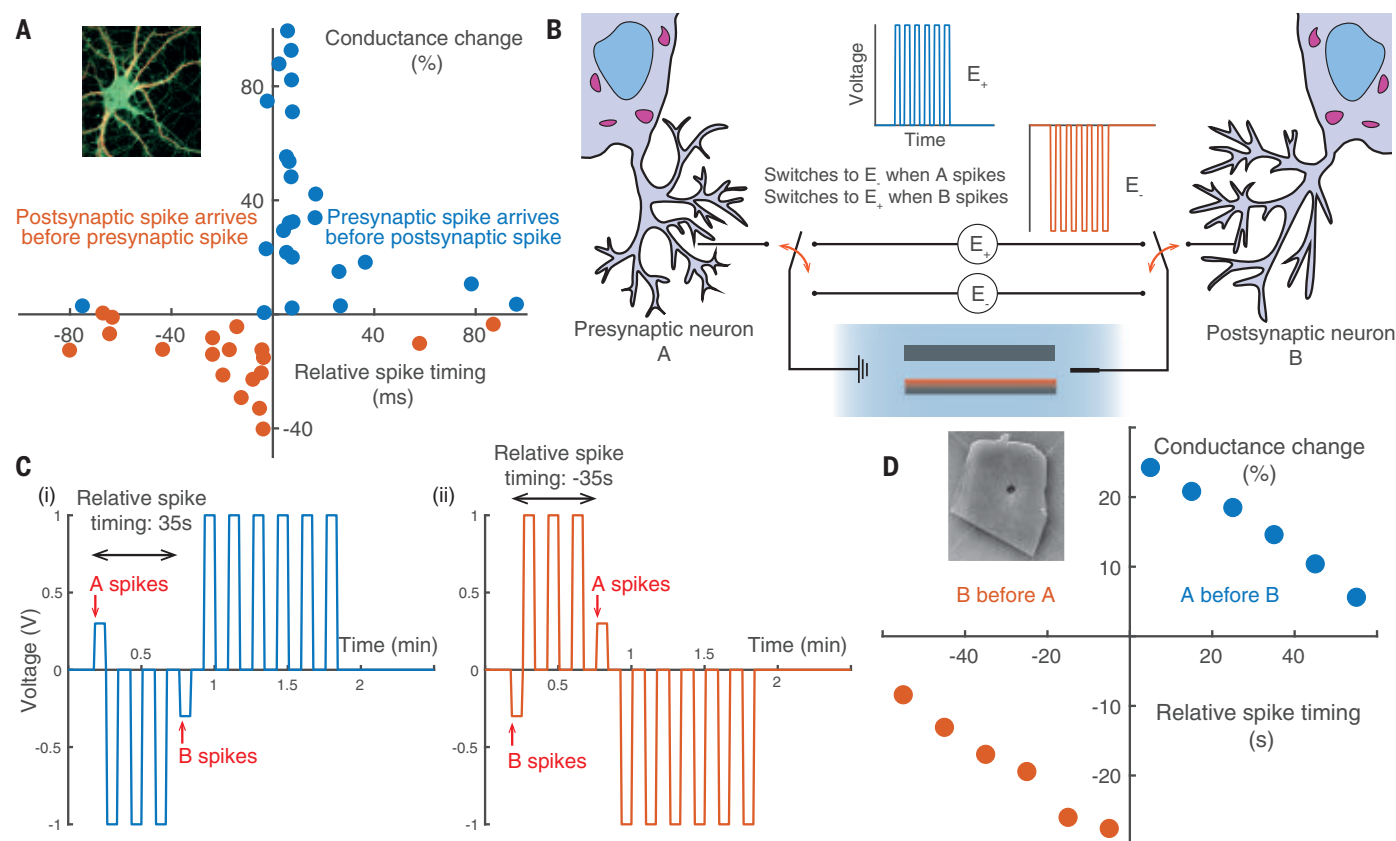 A
Conductance change
(%)
80
40
Postsynaptic spike arrives
before presynaptic spike
Presynaptic spike arrives
before postsynaptic spike
-80
-40
40
80
Relative spike timing
(ms)
-40
B
Voltage
Time
E+
E-
Switches to E- when A spikes
Switches to E+ when B spikes
E+
E-
Presynaptic neuron
A
Postsynaptic neuron
B
C
(i)
Relative spike
timing: 35s
A spikes
B spikes
Voltage (V)
1
0.5
0
-0.5
-1
0.5
1
1.5
2
Time (min)
(ii)
Relative spike
timing: -35s
A spikes
B spikes
1
0.5
0
-0.5
-1
0.5
1
1.5
2
Time (min)
D
Conductance change
(%)
20
10
B before A
A before B
-40
-20
20
40
-10
-20
Relative spike timing
(s)